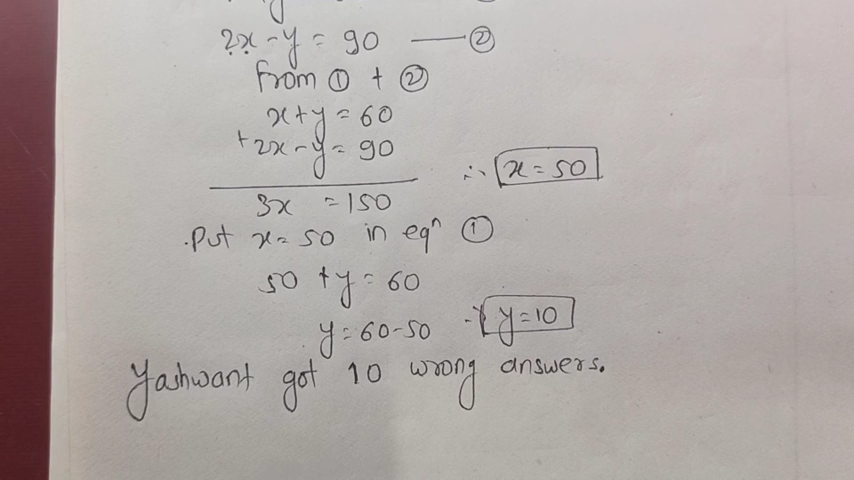 2x - y = 90 —— ②
From ① + ②
x + y = 60
+ 2x - y = 90
3x = 150 ∴ x = 50
Put x = 50 in eqⁿ ①
50 + y = 60
y = 60 - 50 y = 10
Yashwant got 10 wrong answers.